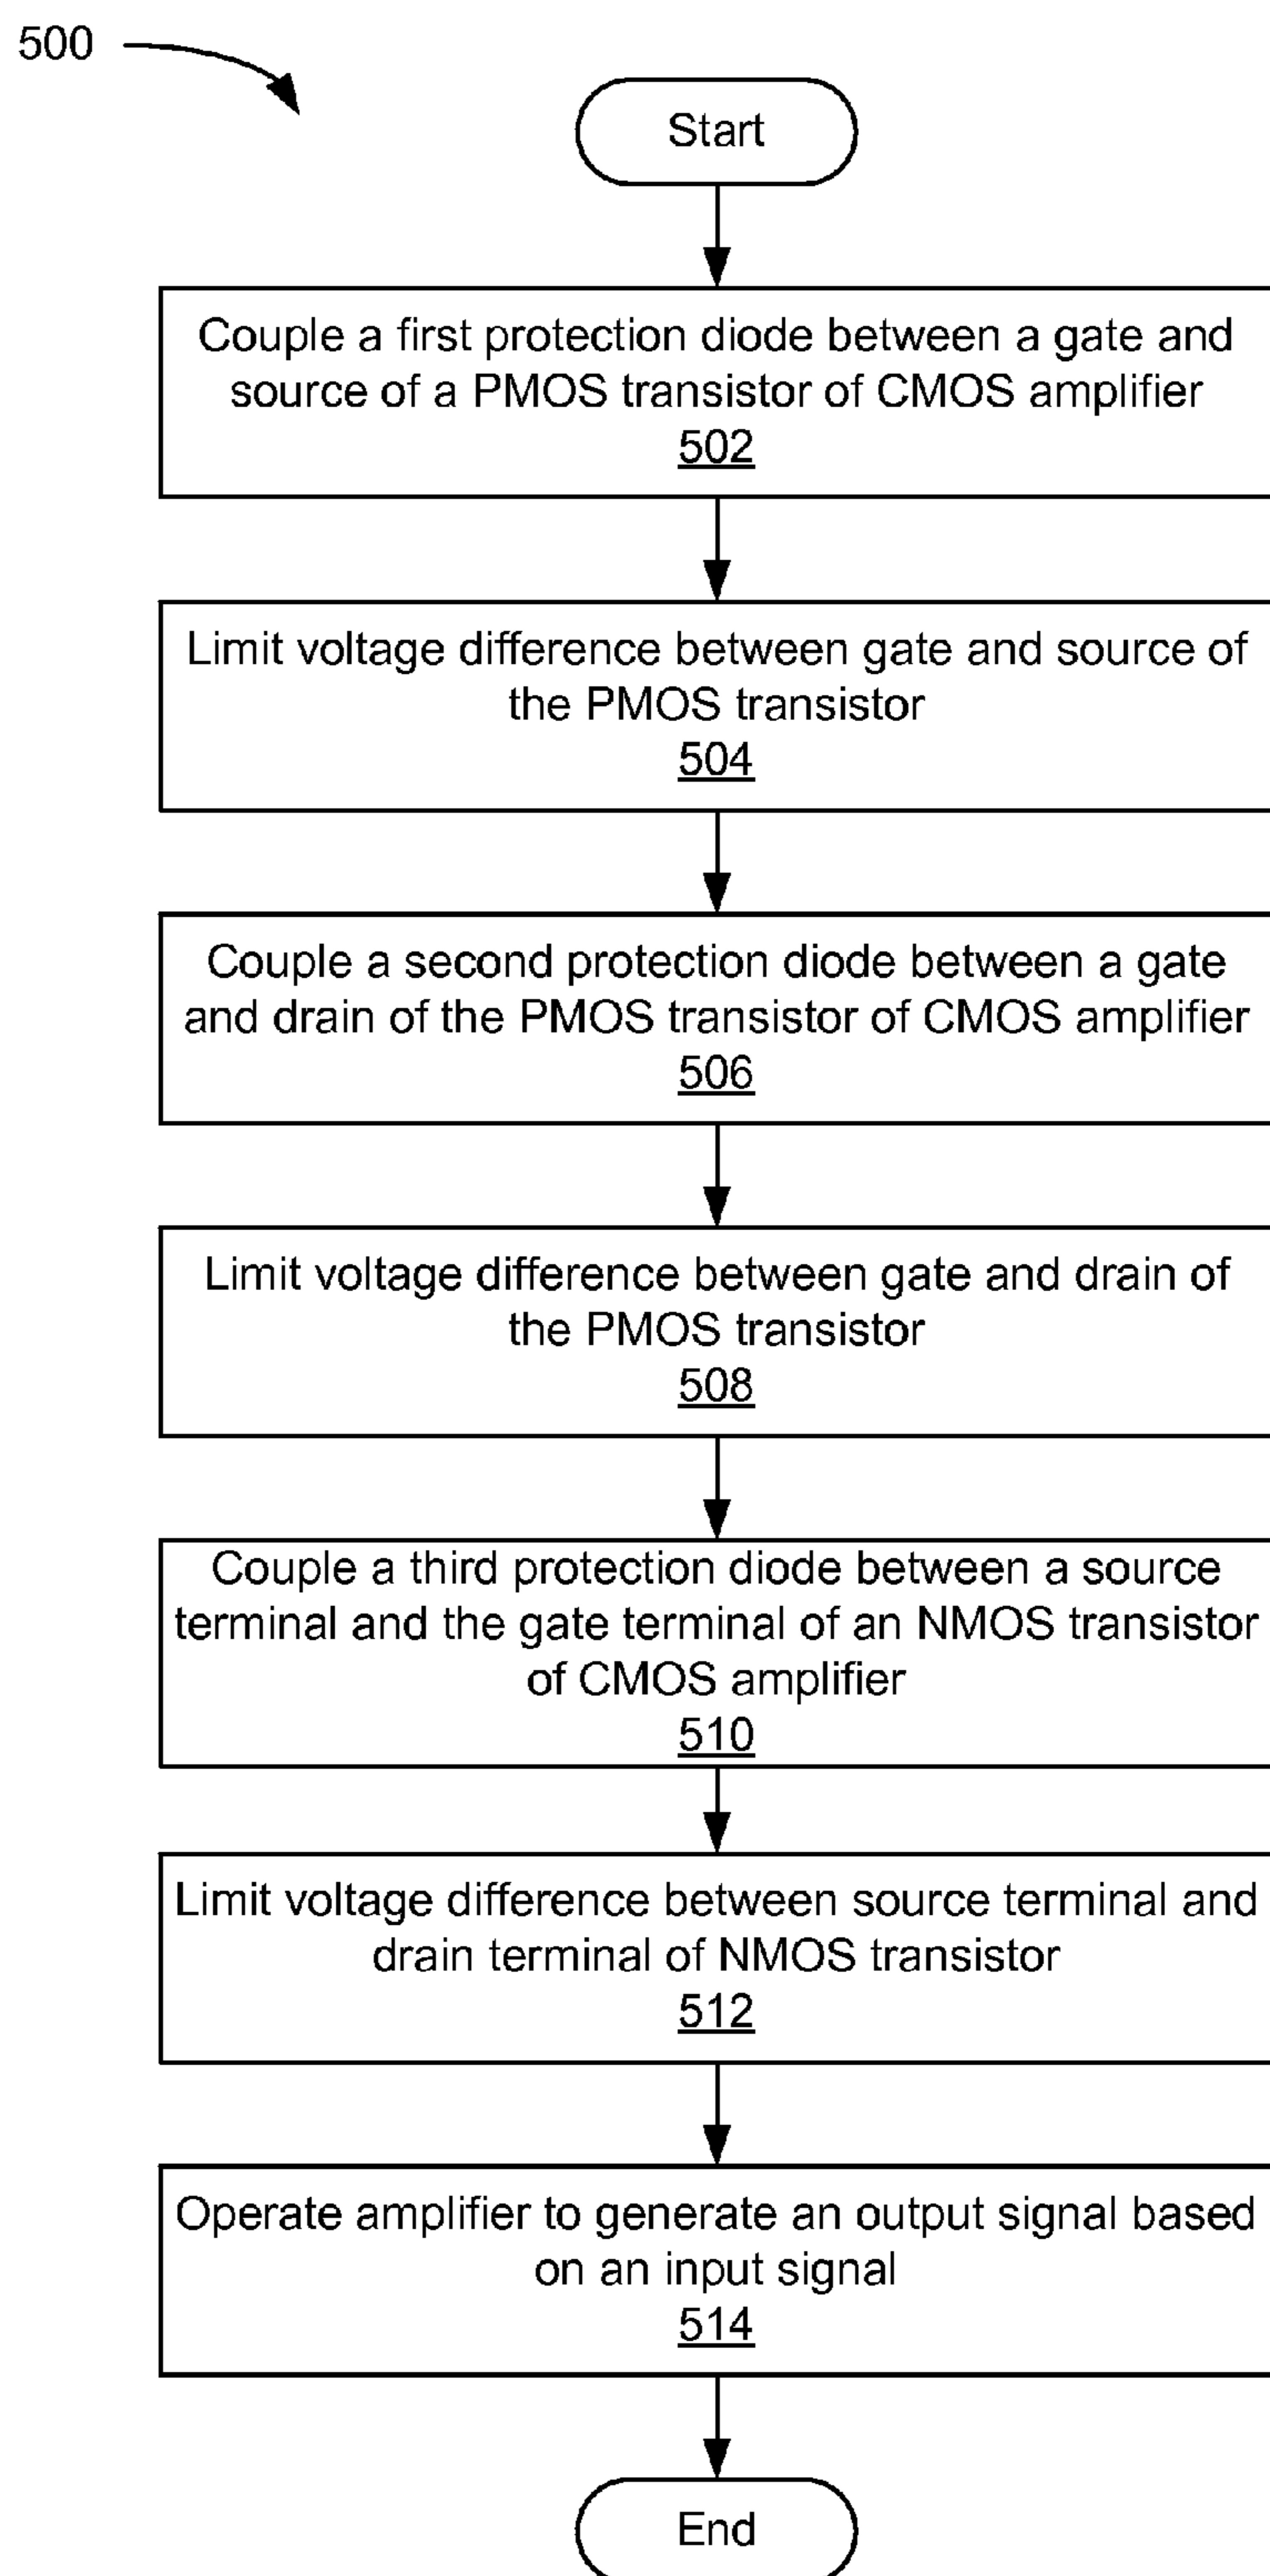 500
Start
Couple a first protection diode between a gate and
source of a PMOS transistor of CMOS amplifier
502
Limit voltage difference between gate and source of
the PMOS transistor
504
Couple a second protection diode between a gate
and drain of the PMOS transistor of CMOS amplifier
506
Limit voltage difference between gate and drain of
the PMOS transistor
508
Couple a third protection diode between a source
terminal and the gate terminal of an NMOS transistor
of CMOS amplifier
510
Limit voltage difference between source terminal and
drain terminal of NMOS transistor
512
Operate amplifier to generate an output signal based
on an input signal
514
End